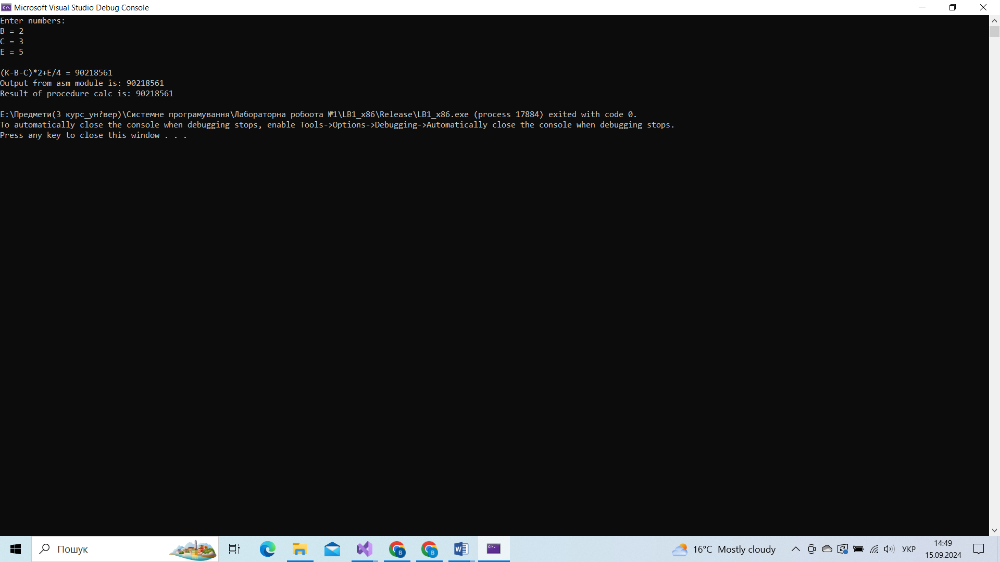 Microsoft Visual Studio Debug Console
Enter numbers:
B = 2
C = 3
E = 5
(K-B-C)*2+E/4 = 90218561
Output from asm module is: 90218561
Result of procedure calc is: 90218561
E:\Предмети(3 курс_ун?вер)\Системне програмування\Лабораторна робоота №1\LB1_x86\Release\LB1_x86.exe (process 17884) exited with code 0.
To automatically close the console when debugging stops, enable Tools->Options->Debugging->Automatically close the console when debugging stops.
Press any key to close this window . . .
Пошук
16°C Mostly cloudy
УКР
14:49
15.09.2024